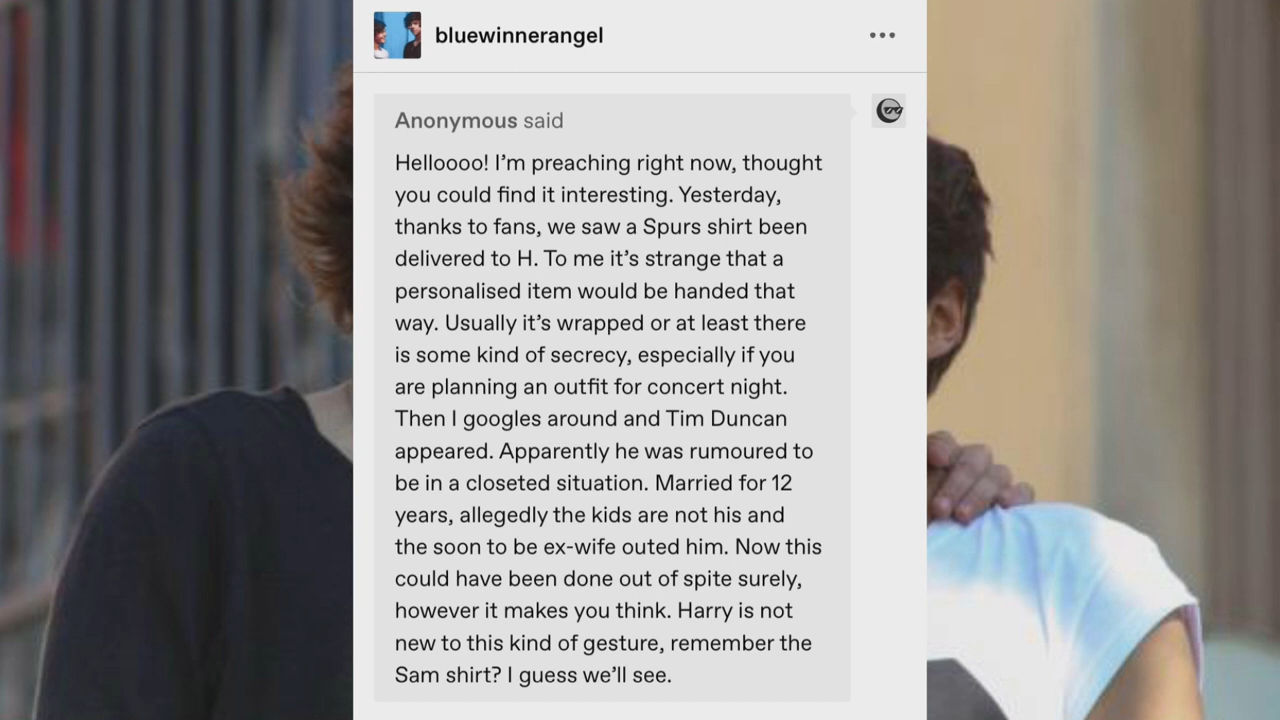 bluewinnerangel
Anonymous said
Helloooo! I’m preaching right now, thought
you could find it interesting. Yesterday,
thanks to fans, we saw a Spurs shirt been
delivered to H. To me it’s strange that a
personalised item would be handed that
way. Usually it’s wrapped or at least there
is some kind of secrecy, especially if you
are planning an outfit for concert night.
Then I googles around and Tim Duncan
appeared. Apparently he was rumoured to
be in a closeted situation. Married for 12
years, allegedly the kids are not his and
the soon to be ex-wife outed him. Now this
could have been done out of spite surely,
however it makes you think. Harry is not
new to this kind of gesture, remember the
Sam shirt? I guess we’ll see.